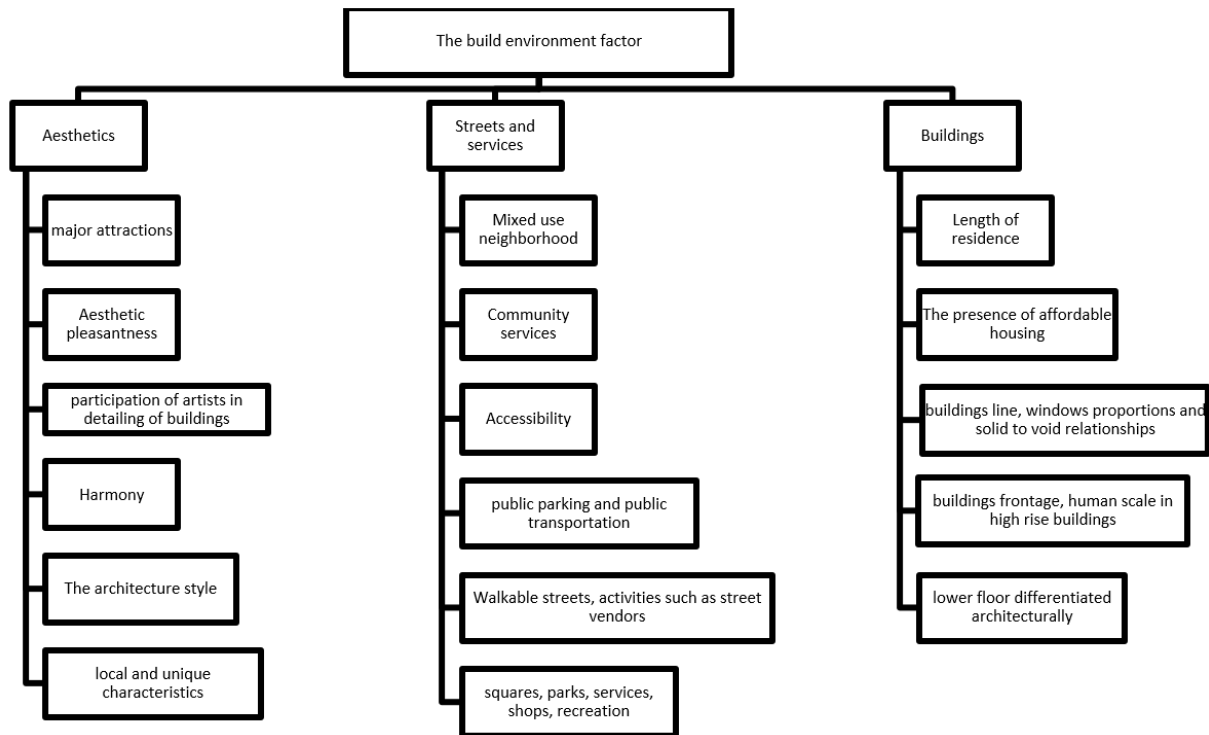 The build environment factor
Aesthetics
major attractions
Aesthetic
pleasantness
participation of artists in
detailing of buildings
Harmony
The architecture style
local and unique
characteristics
Streets and
services
Mixed use
neighborhood
Community
services
Accessibility
public parking and public
transportation
Walkable streets, activities such as street
vendors
squares, parks, services,
shops, recreation
Buildings
Length of
residence
The presence of affordable
housing
buildings line, windows proportions and
solid to void relationships
buildings frontage, human scale in
high rise buildings
lower floor differentiated
architecturally